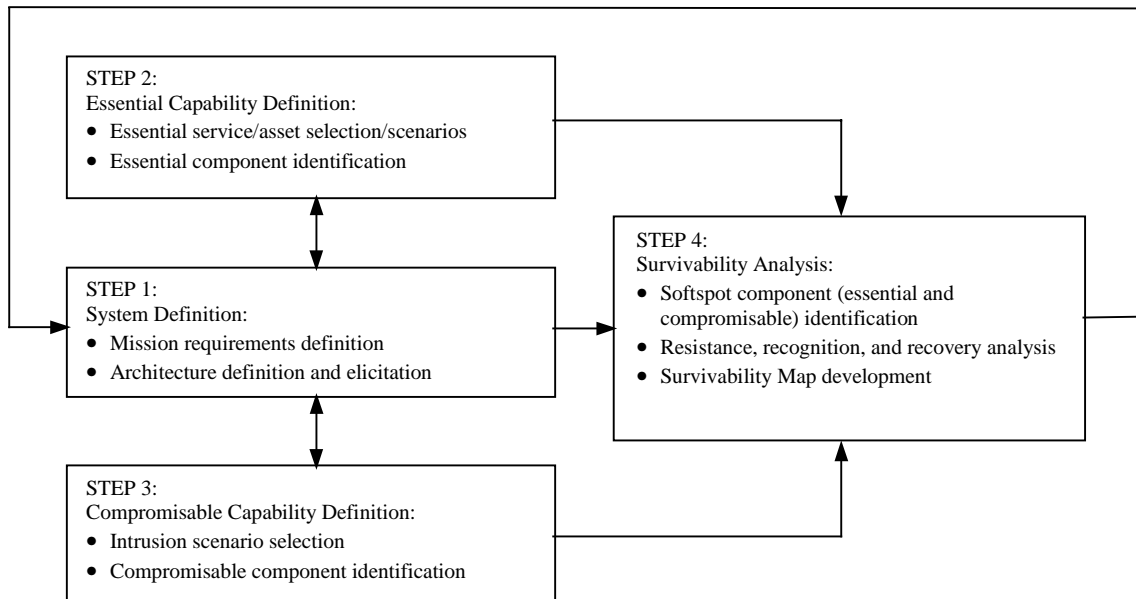 STEP 2:
Essential Capability Definition:
• Essential service/asset selection/scenarios
• Essential component identification
STEP 1:
System Definition:
• Mission requirements definition
• Architecture definition and elicitation
STEP 3:
Compromisable Capability Definition:
• Intrusion scenario selection
• Compromisable component identification
STEP 4:
Survivability Analysis:
• Softspot component (essential and
compromisable) identification
• Resistance, recognition, and recovery analysis
• Survivability Map development